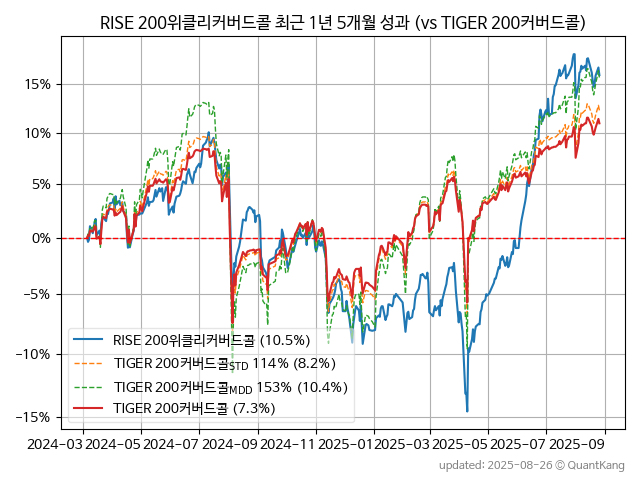 RISE 200위클리커버드콜 최근 1년 5개월 성과 (vs TIGER 200커버드콜)
15%
10%
5%
0%
−5%
−10%
−15%
RISE 200위클리커버드콜 (10.5%)
TIGER 200커버드콜STD 114% (8.2%)
TIGER 200커버드콜MDD 153% (10.4%)
TIGER 200커버드콜 (7.3%)
2024-03 2024-05 2024-07 2024-09 2024-11 2025-01 2025-03 2025-05 2025-07 2025-09
updated: 2025-08-26 © QuantKang